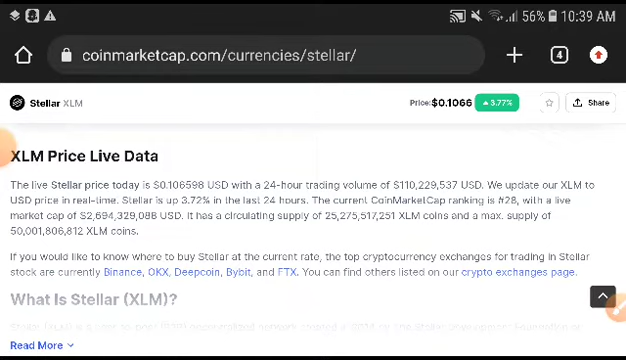 56% 10:39 AM
coinmarketcap.com/currencies/stellar/
4
Stellar XLM Price:$0.1066 3.77% Share
XLM Price Live Data
The live Stellar price today is $0.106598 USD with a 24-hour trading volume of $110,229,537 USD. We update our XLM to
USD price in real-time. Stellar is up 3.72% in the last 24 hours. The current CoinMarketCap ranking is #28, with a live
market cap of $2,694,329,088 USD. It has a circulating supply of 25,275,517,251 XLM coins and a max. supply of
50,001,806,812 XLM coins.
If you would like to know where to buy Stellar at the current rate, the top cryptocurrency exchanges for trading in Stellar
stock are currently Binance, OKX, Deepcoin, Bybit, and FTX. You can find others listed on our crypto exchanges page.
What Is Stellar (XLM)?
Read More